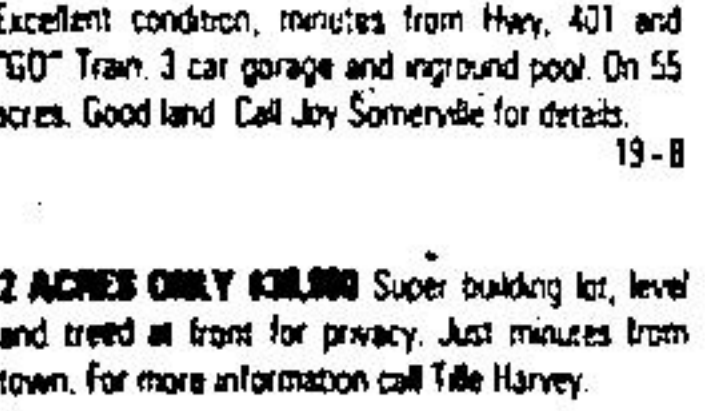 Excellent condition, minutes from Hwy. 401 and
"GO" Train. 3 car garage and inground pool. On 55
acres. Good land Call Joy Somerville for details.
19-8
2 ACRES ONLY Super building lot, level
and treed at front for privacy. Just minutes from
town. For more information call Harvey.